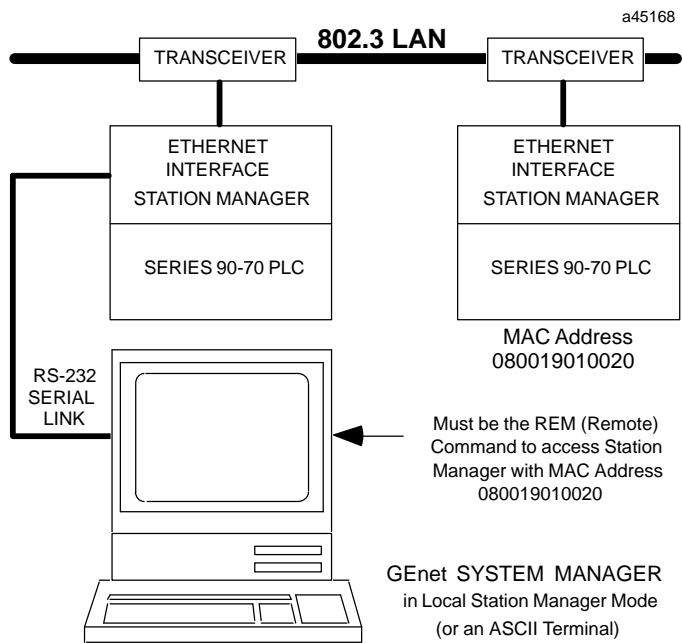 a45168
802.3 LAN
TRANSCEIVER
TRANSCEIVER
ETHERNET
INTERFACE
STATION MANAGER
SERIES 90-70 PLC
ETHERNET
INTERFACE
STATION MANAGER
SERIES 90-70 PLC
MAC Address
080019010020
RS-232
SERIAL
LINK
Must be the REM (Remote)
Command to access Station
Manager with MAC Address
080019010020
GEnet SYSTEM MANAGER
in Local Station Manager Mode
(or an ASCII Terminal)